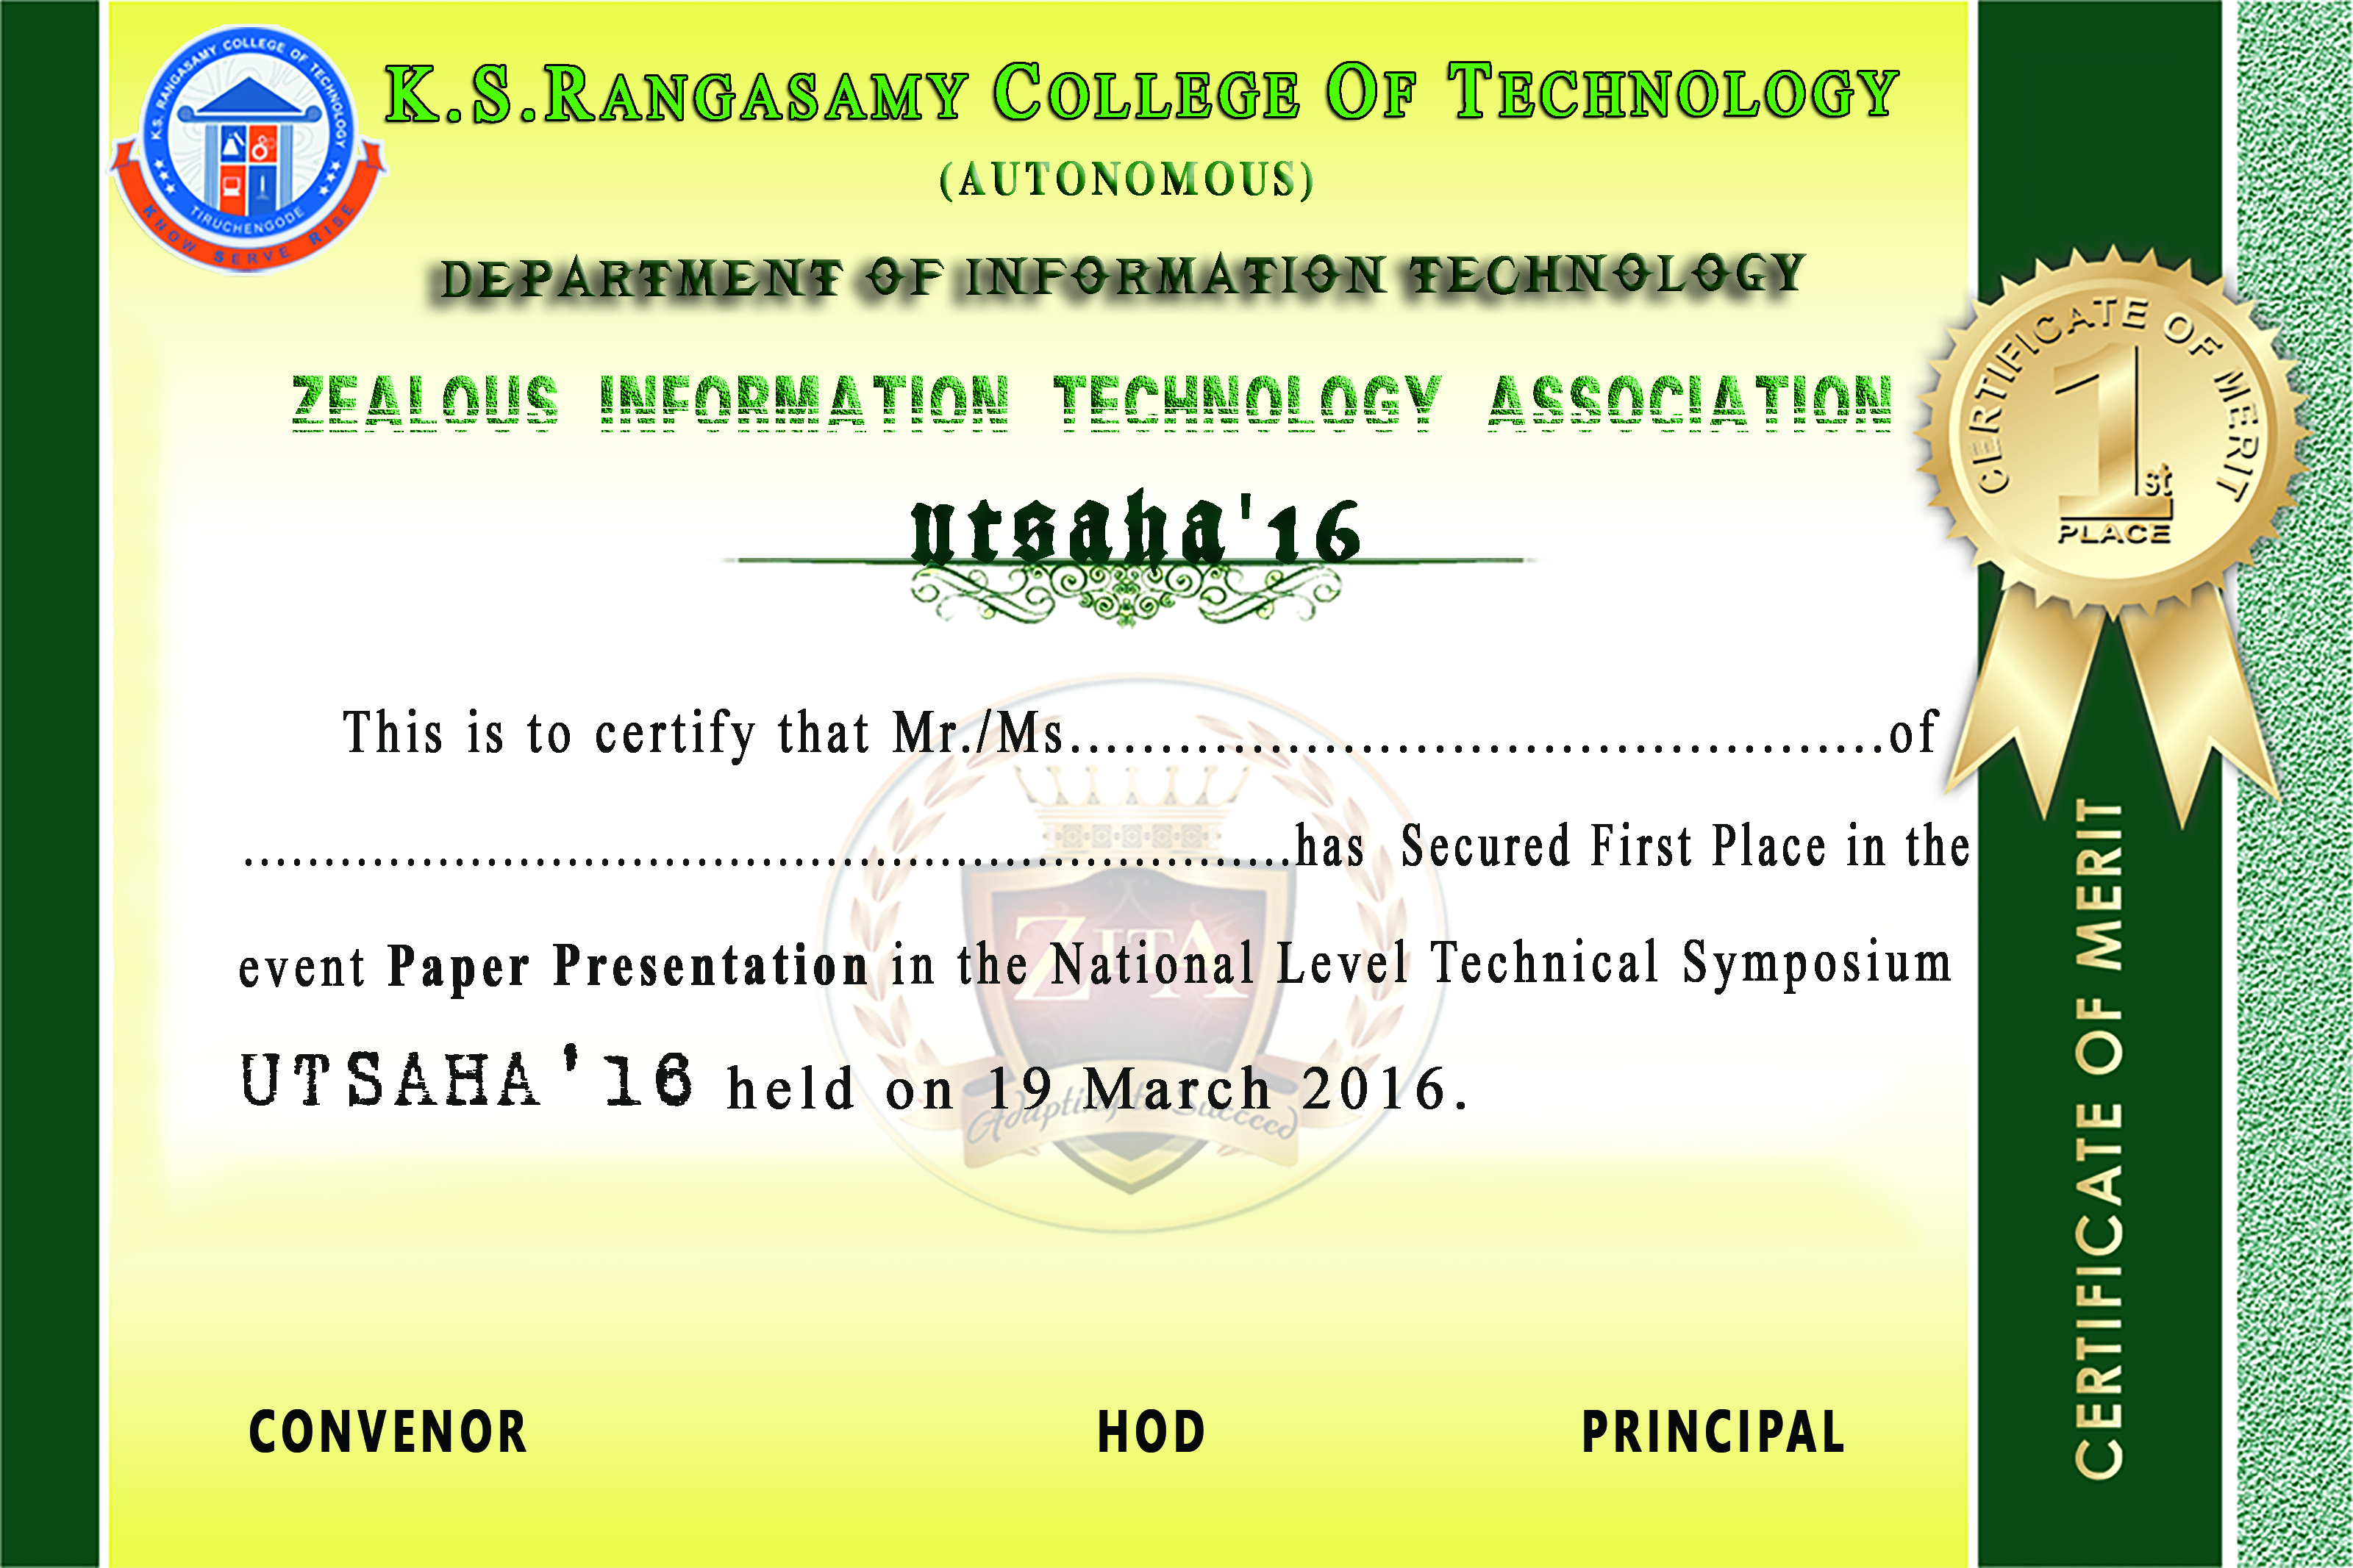 K.S. RANGASAMY COLLEGE OF TECHNOLOGY
TIRUCHENGODE
KNOW SERVE RISE
K.S.RANGASAMY COLLEGE OF TECHNOLOGY
(AUTONOMOUS)
DEPARTMENT OF INFORMATION TECHNOLOGY
ZEALOUS INFORMATION TECHNOLOGY ASSOCIATION
utsaha'16
CERTIFICATE OF MERIT
1st
PLACE
This is to certify that Mr./Ms..............................................of
..................................................................has Secured First Place in the
event Paper Presentation in the National Level Technical Symposium
UTSAHA'16 held on 19 March 2016.
ZITA
Adapting to Succeed
CONVENOR HOD PRINCIPAL
CERTIFICATE OF MERIT